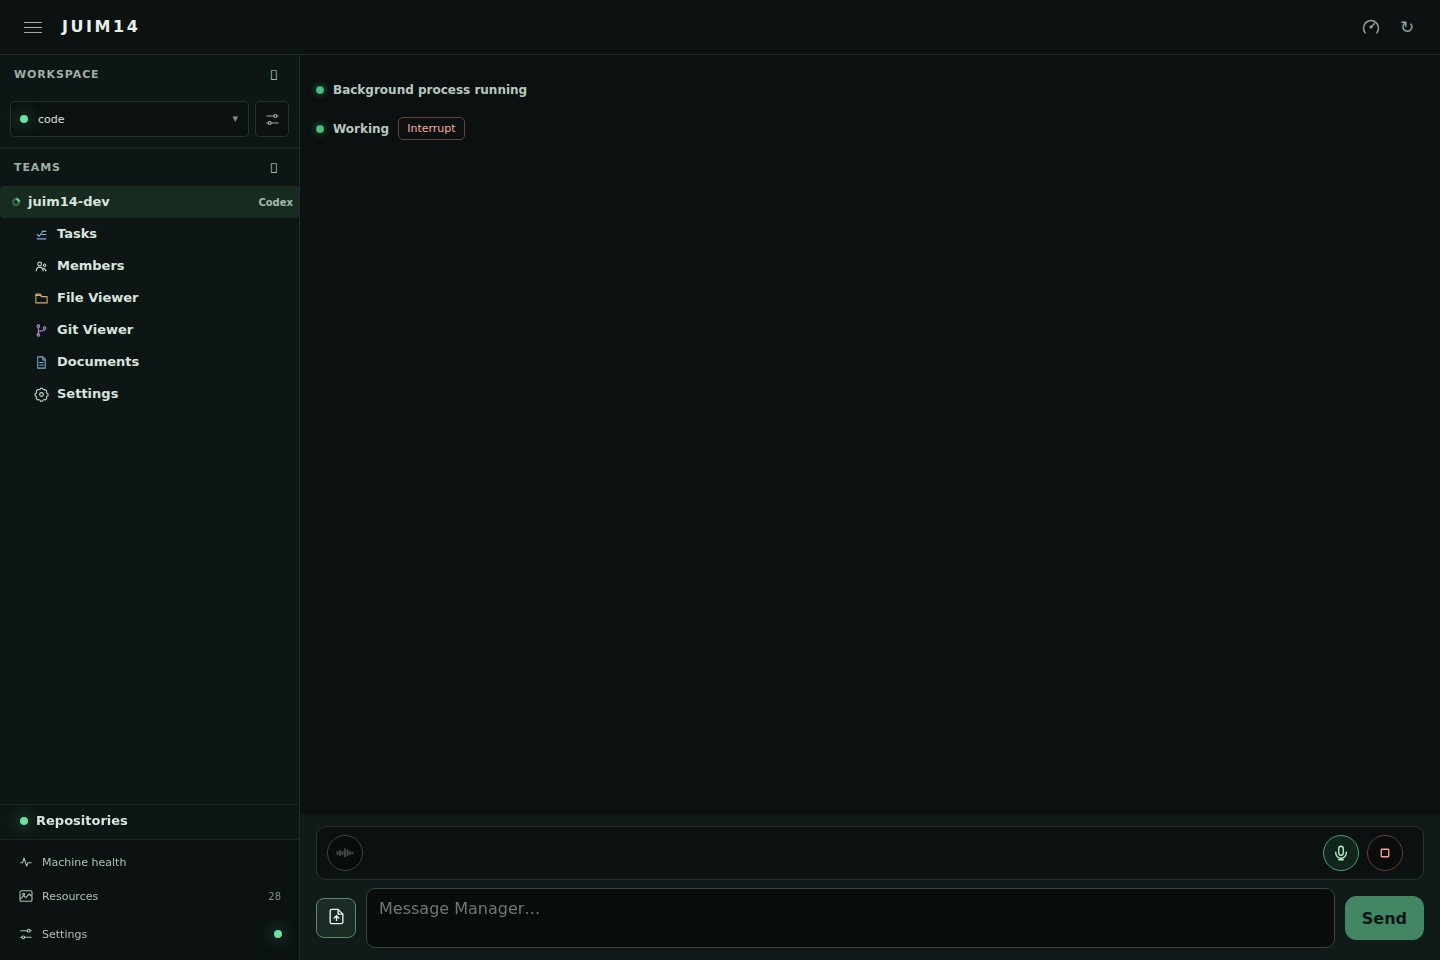 JUIM14
WORKSPACE
code
TEAMS
juim14-dev Codex
Tasks
Members
File Viewer
Git Viewer
Documents
Settings
Repositories
Machine health
Resources 28
Settings
Background process running
Working Interrupt
Message Manager...
Send